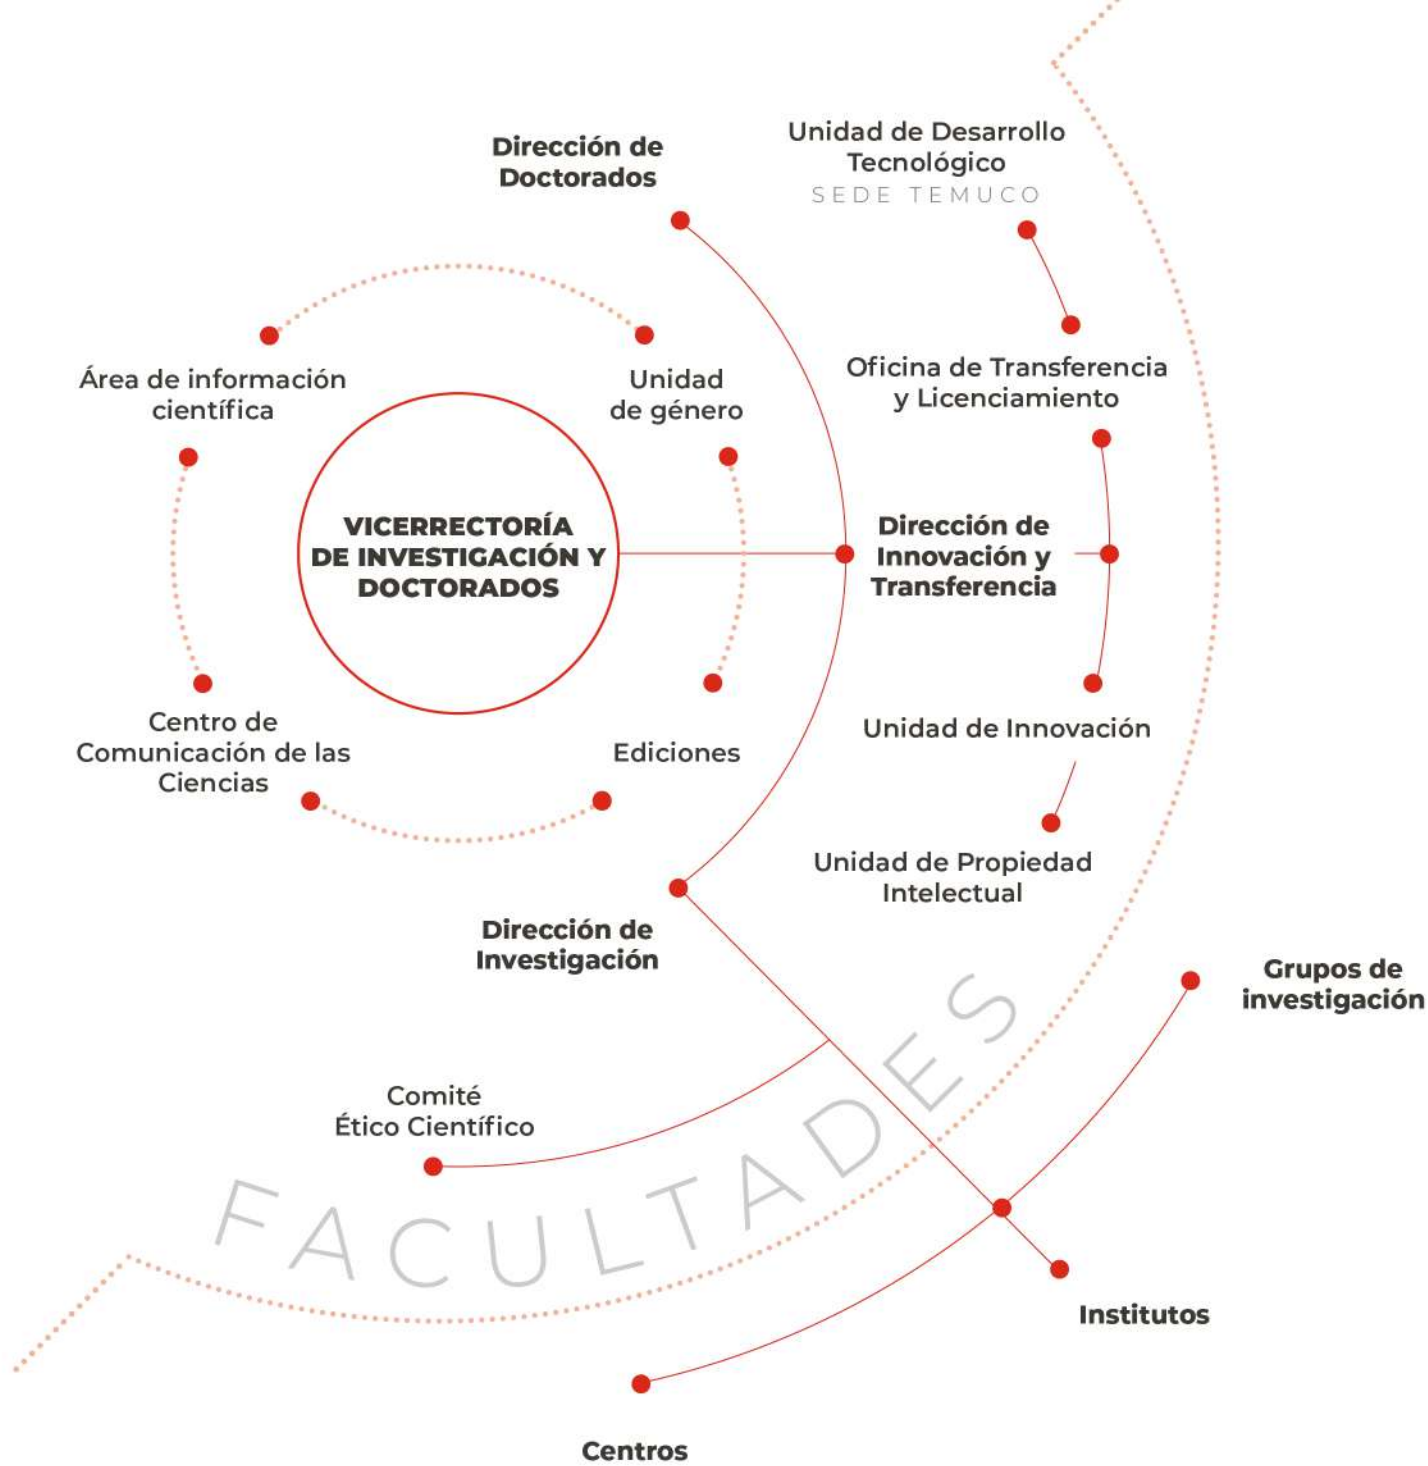 Dirección de
Doctorados
Unidad de Desarrollo
Tecnológico
SEDE TEMUCO
Área de información
científica
Unidad
de género
Oficina de Transferencia
y Licenciamiento
VICERRECTORÍA
DE INVESTIGACIÓN Y
DOCTORADOS
Dirección de
Innovación y
Transferencia
Centro de
Comunicación de las
Ciencias
Ediciones
Unidad de Innovación
Unidad de Propiedad
Intelectual
Dirección de
Investigación
Grupos de
investigación
Comité
Ético Científico
FACULTADES
Institutos
Centros